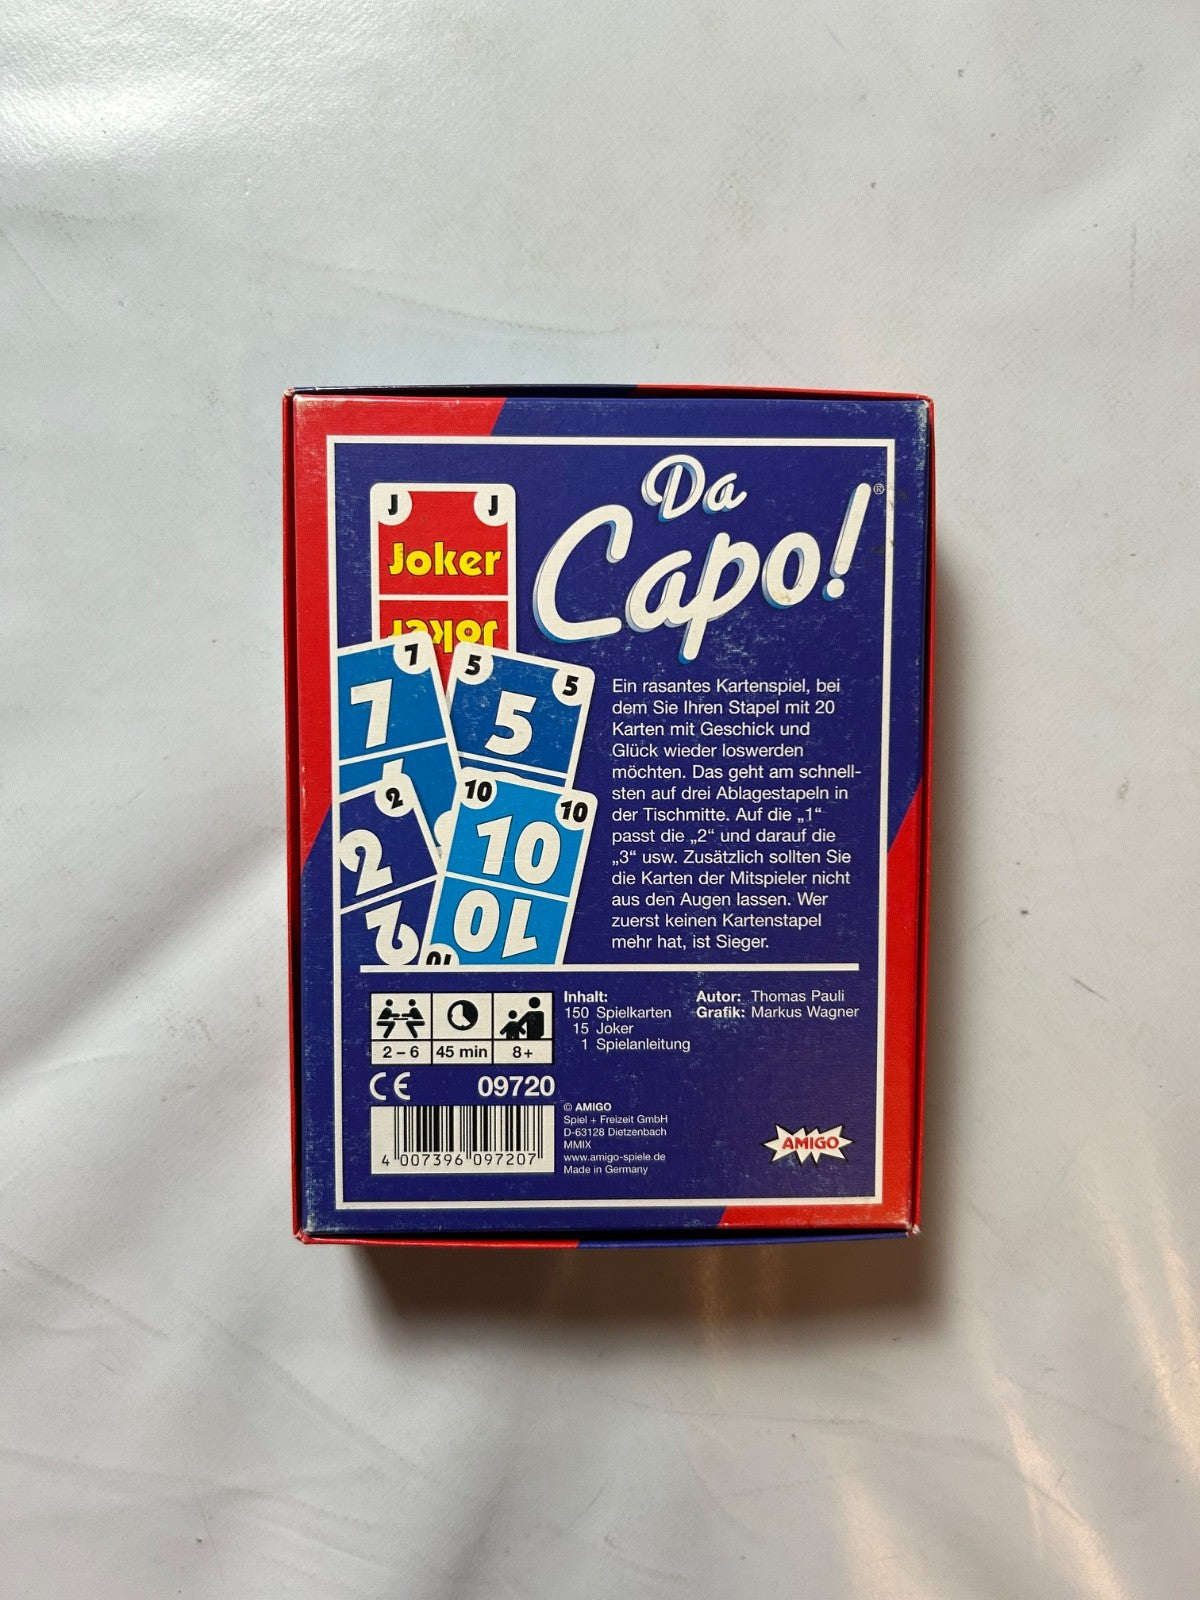 Da
Capo!
®
J J
Joker
Joker
7
7
5 5
5
2
2
2
10 10
10
10
10
Ein rasantes Kartenspiel, bei
dem Sie Ihren Stapel mit 20
Karten mit Geschick und
Glück wieder loswerden
möchten. Das geht am schnell-
sten auf drei Ablagestapeln in
der Tischmitte. Auf die „1“
passt die „2“ und darauf die
„3“ usw. Zusätzlich sollten Sie
die Karten der Mitspieler nicht
aus den Augen lassen. Wer
zuerst keinen Kartenstapel
mehr hat, ist Sieger.
2 – 6 45 min 8+
Inhalt:
150 Spielkarten
15 Joker
1 Spielanleitung
Autor: Thomas Pauli
Grafik: Markus Wagner
CE 09720
4 007396 097207
© AMIGO
Spiel + Freizeit GmbH
D-63128 Dietzenbach
MMIX
www.amigo-spiele.de
Made in Germany
AMIGO